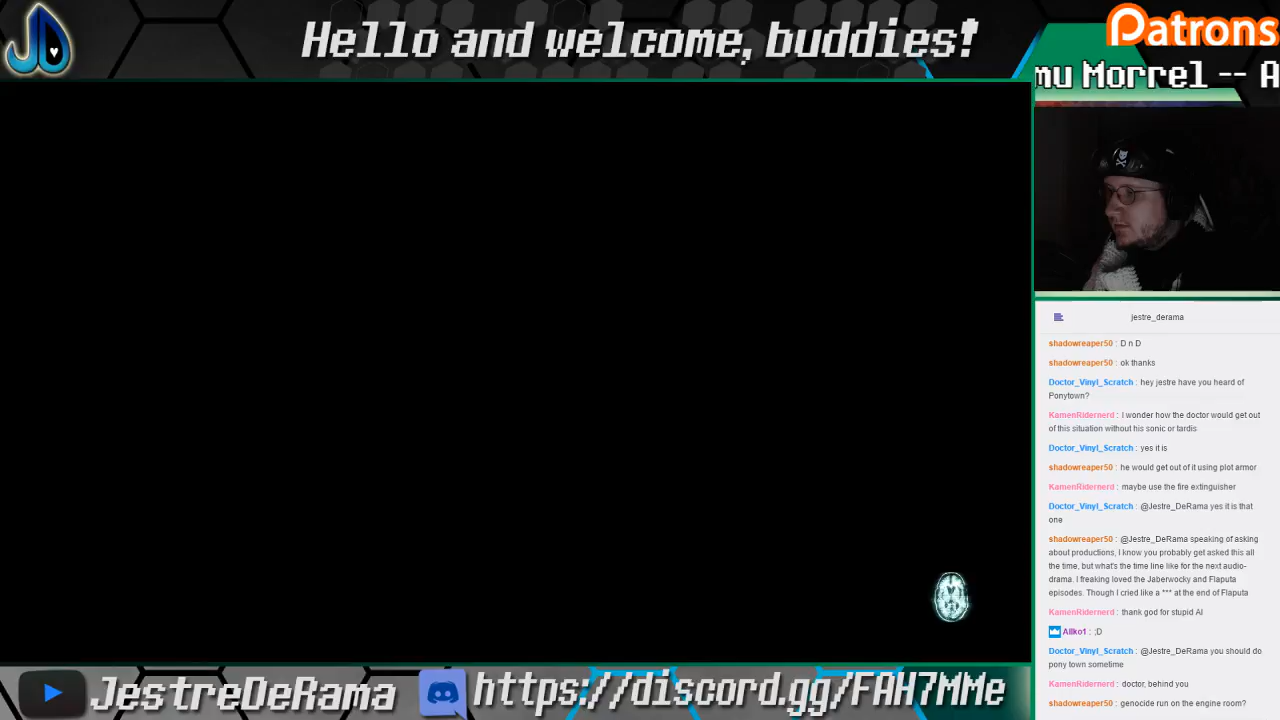 Hello and welcome, buddies!
Patrons
mu Morrel -- A
jestre_derama
shadowreaper50 : D n D
shadowreaper50 : ok thanks
Doctor_Vinyl_Scratch : hey jestre have you heard of
Ponytown?
KamenRidernerd : I wonder how the doctor would get out
of this situation without his sonic or tardis
Doctor_Vinyl_Scratch : yes it is
shadowreaper50 : he would get out of it using plot armor
KamenRidernerd : maybe use the fire extinguisher
Doctor_Vinyl_Scratch : @Jestre_DeRama yes it is that
one
shadowreaper50 : @Jestre_DeRama speaking of asking
about productions, I know you probably get asked this all
the time, but what's the time line like for the next audio-
drama. I freaking loved the Jaberwocky and Flaputa
episodes. Though I cried like a *** at the end of Flaputa
KamenRidernerd : thank god for stupid AI
Allko1 : ;D
Doctor_Vinyl_Scratch : @Jestre_DeRama you should do
pony town sometime
KamenRidernerd : doctor, behind you
shadowreaper50 : genocide run on the engine room?
JestreDeRama
https://discord.gg/FAH7MMe